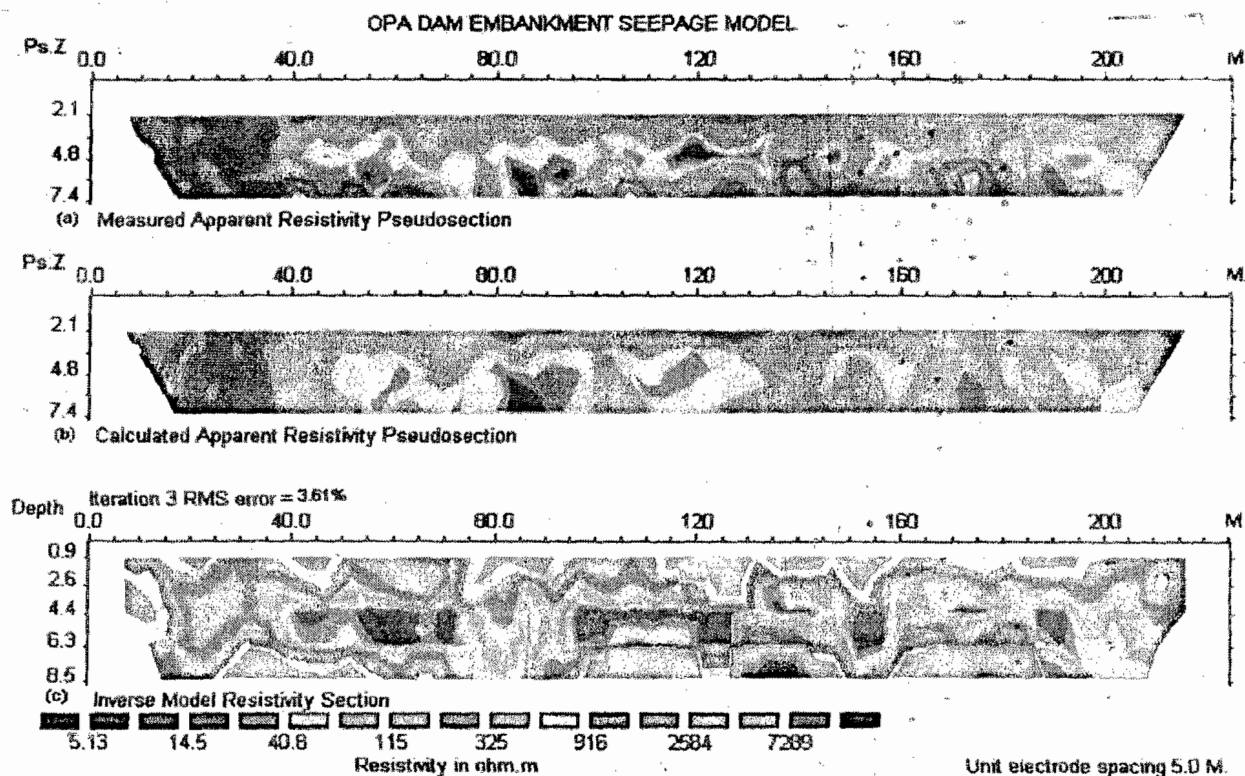 OPA DAM EMBANKMENT SEEPAGE MODEL
Ps.Z 0.0 40.0 80.0 120 160 200 M
2.1
4.8
7.4
(a) Measured Apparent Resistivity Pseudosection
Ps.Z 0.0 40.0 80.0 120 160 200 M.
2.1
4.8
7.4
(b) Calculated Apparent Resistivity Pseudosection
Depth Iteration 3 RMS error = 3.61%
0.0 40.0 80.0 120 160 200 M
0.9
2.6
4.4
6.3
8.5
(c) Inverse Model Resistivity Section
5.13 14.5 40.8 115 325 916 2584 7289
Resistivity in ohm.m Unit electrode spacing 5.0 M.